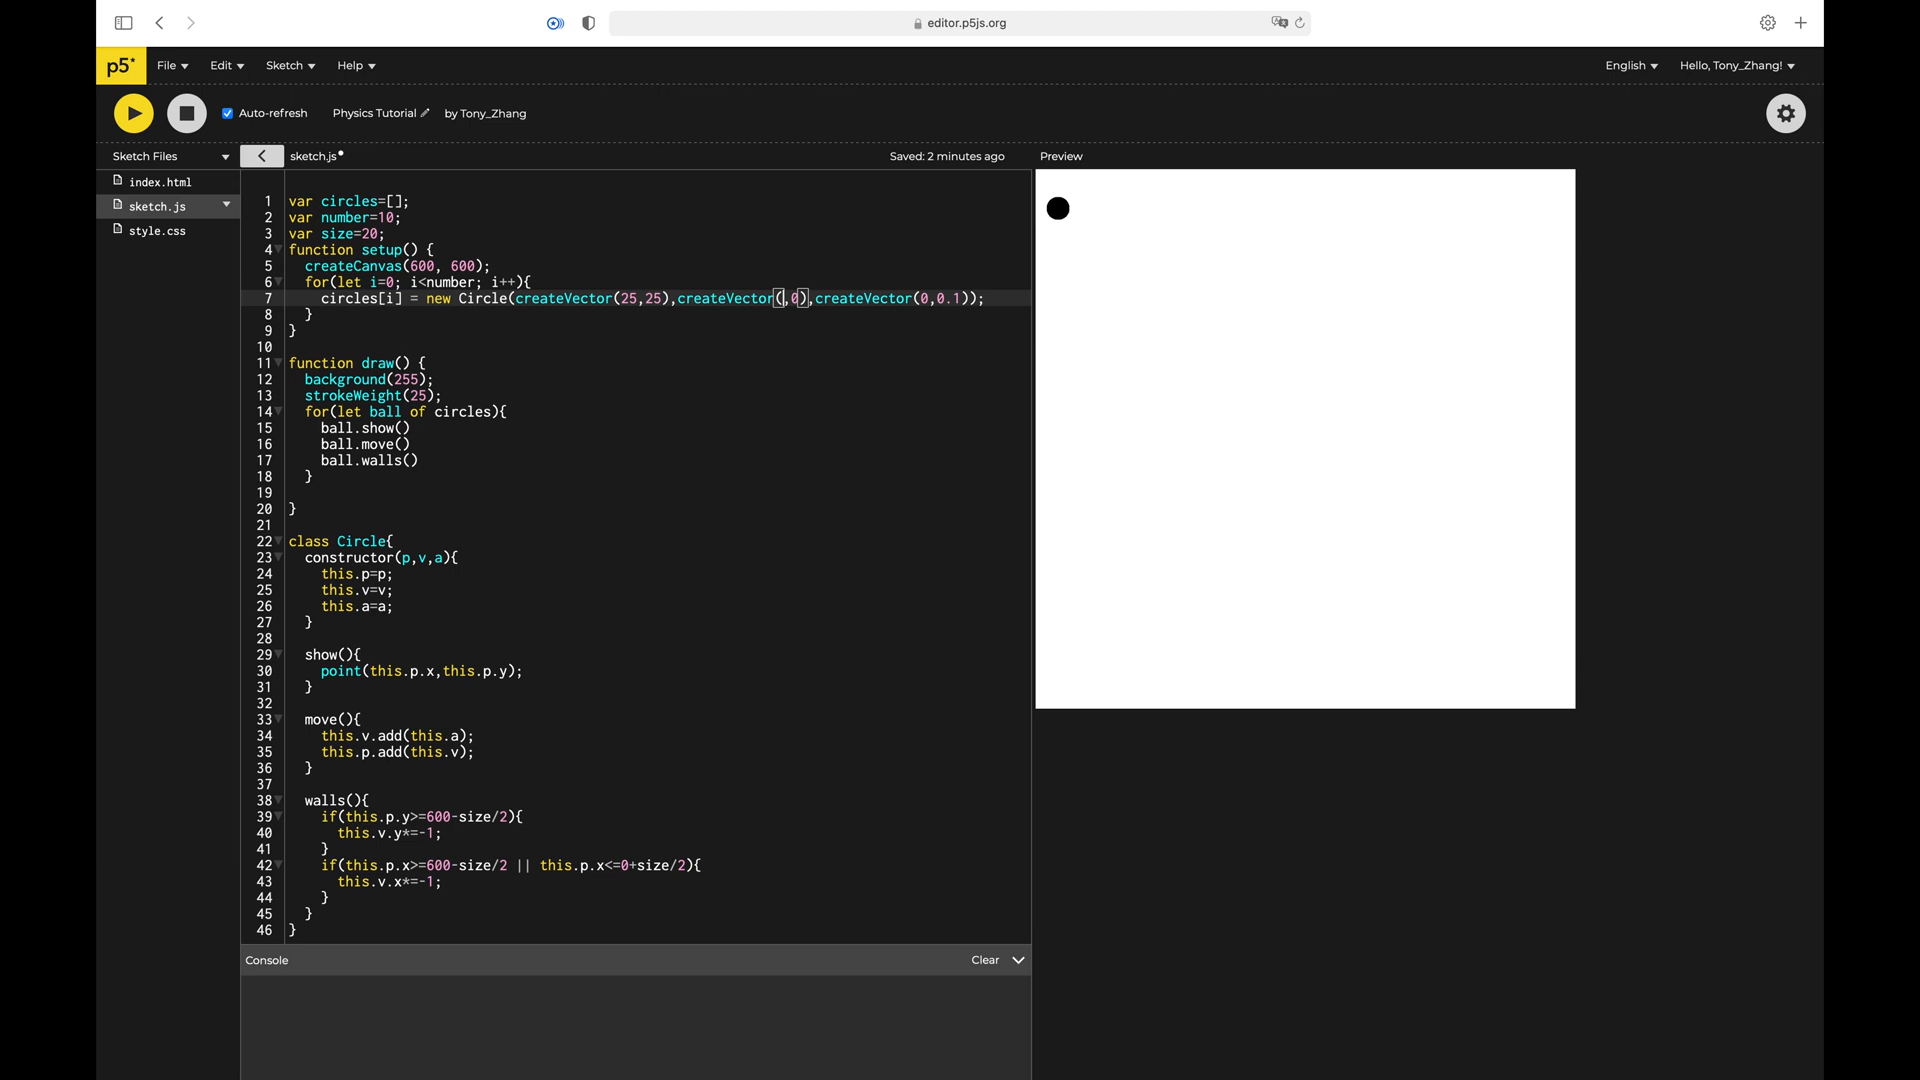 editor.p5js.org
p5*
File
Edit
Sketch
Help
English
Hello, Tony_Zhang!
Auto-refresh
Physics Tutorial
by Tony_Zhang
Sketch Files
sketch.js
Saved: 2 minutes ago
Preview
index.html
sketch.js
style.css
1 var circles=[];
2 var number=10;
3 var size=20;
4 function setup() {
5 createCanvas(600, 600);
6 for(let i=0; i<number; i++){
7 circles[i] = new Circle(createVector(25,25),createVector(,0),createVector(0,0.1));
8 }
9 }
10
11 function draw() {
12 background(255);
13 strokeWeight(25);
14 for(let ball of circles){
15 ball.show()
16 ball.move()
17 ball.walls()
18 }
19
20 }
21
22 class Circle{
23 constructor(p,v,a){
24 this.p=p;
25 this.v=v;
26 this.a=a;
27 }
28
29 show(){
30 point(this.p.x,this.p.y);
31 }
32
33 move(){
34 this.v.add(this.a);
35 this.p.add(this.v);
36 }
37
38 walls(){
39 if(this.p.y>=600-size/2){
40 this.v.y*=-1;
41 }
42 if(this.p.x>=600-size/2 || this.p.x<=0+size/2){
43 this.v.x*=-1;
44 }
45 }
46 }
Console
Clear